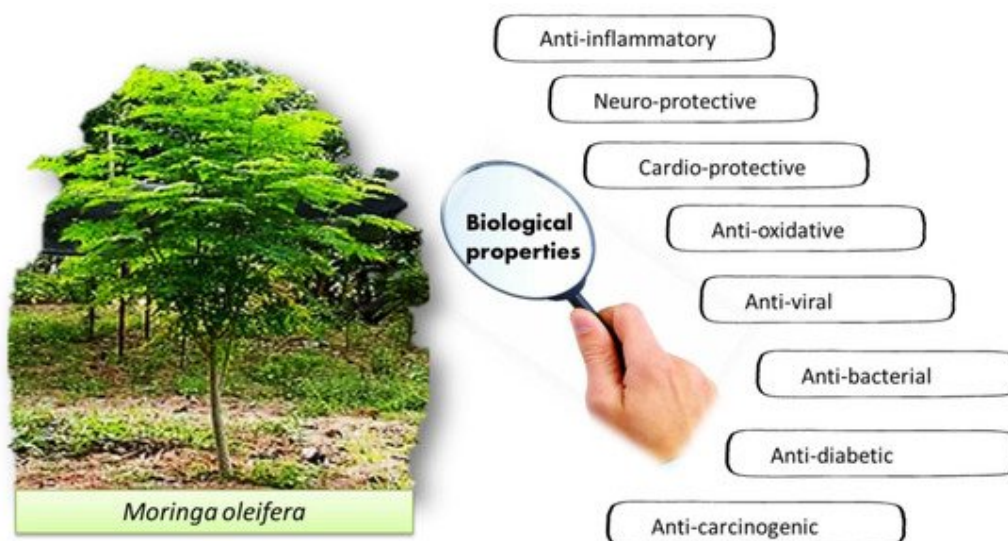 Anti-inflammatory
Neuro-protective
Cardio-protective
Biological
properties
Anti-oxidative
Anti-viral
Anti-bacterial
Anti-diabetic
Moringa oleifera
Anti-carcinogenic